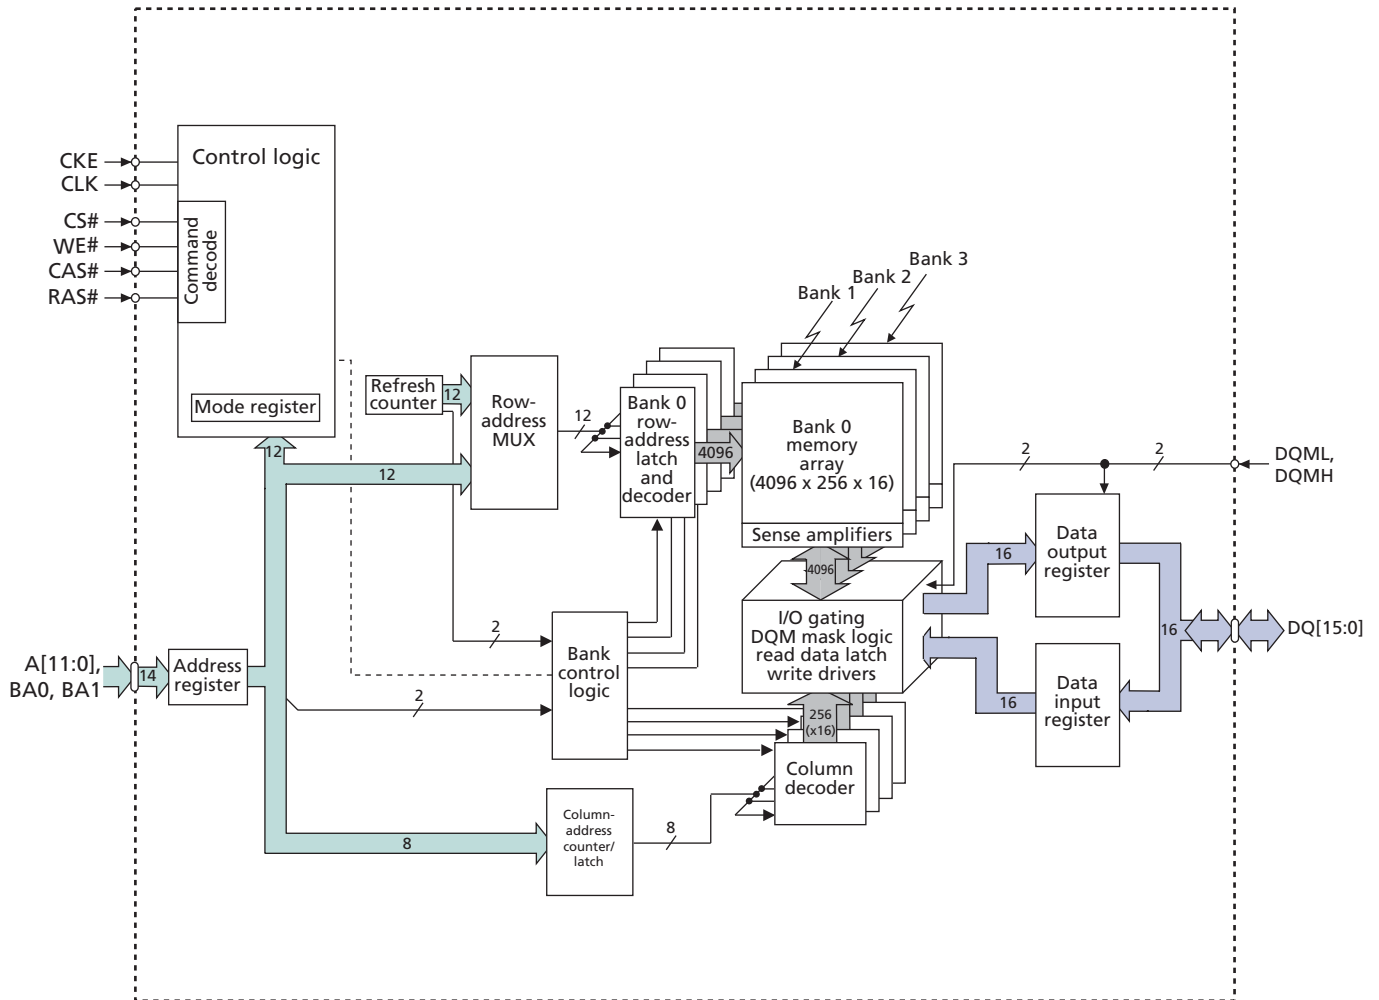 Control logic
CKE
CLK
CS#
WE#
CAS#
RAS#
Command
decode
Mode register
Bank 3
Bank 2
Bank 1
Refresh
counter
12
Row-
address
MUX
12
Bank 0
row-
address
latch
and
decoder
4096
Bank 0
memory
array
(4096 x 256 x 16)
Sense amplifiers
12
12
2
2
DQML,
DQMH
4096
16
Data
output
register
I/O gating
DQM mask logic
read data latch
write drivers
16
DQ[15:0]
A[11:0],
BA0, BA1
14
Address
register
2
2
Bank
control
logic
16
Data
input
register
256
(x16)
Column
decoder
8
Column-
address
counter/
latch
8